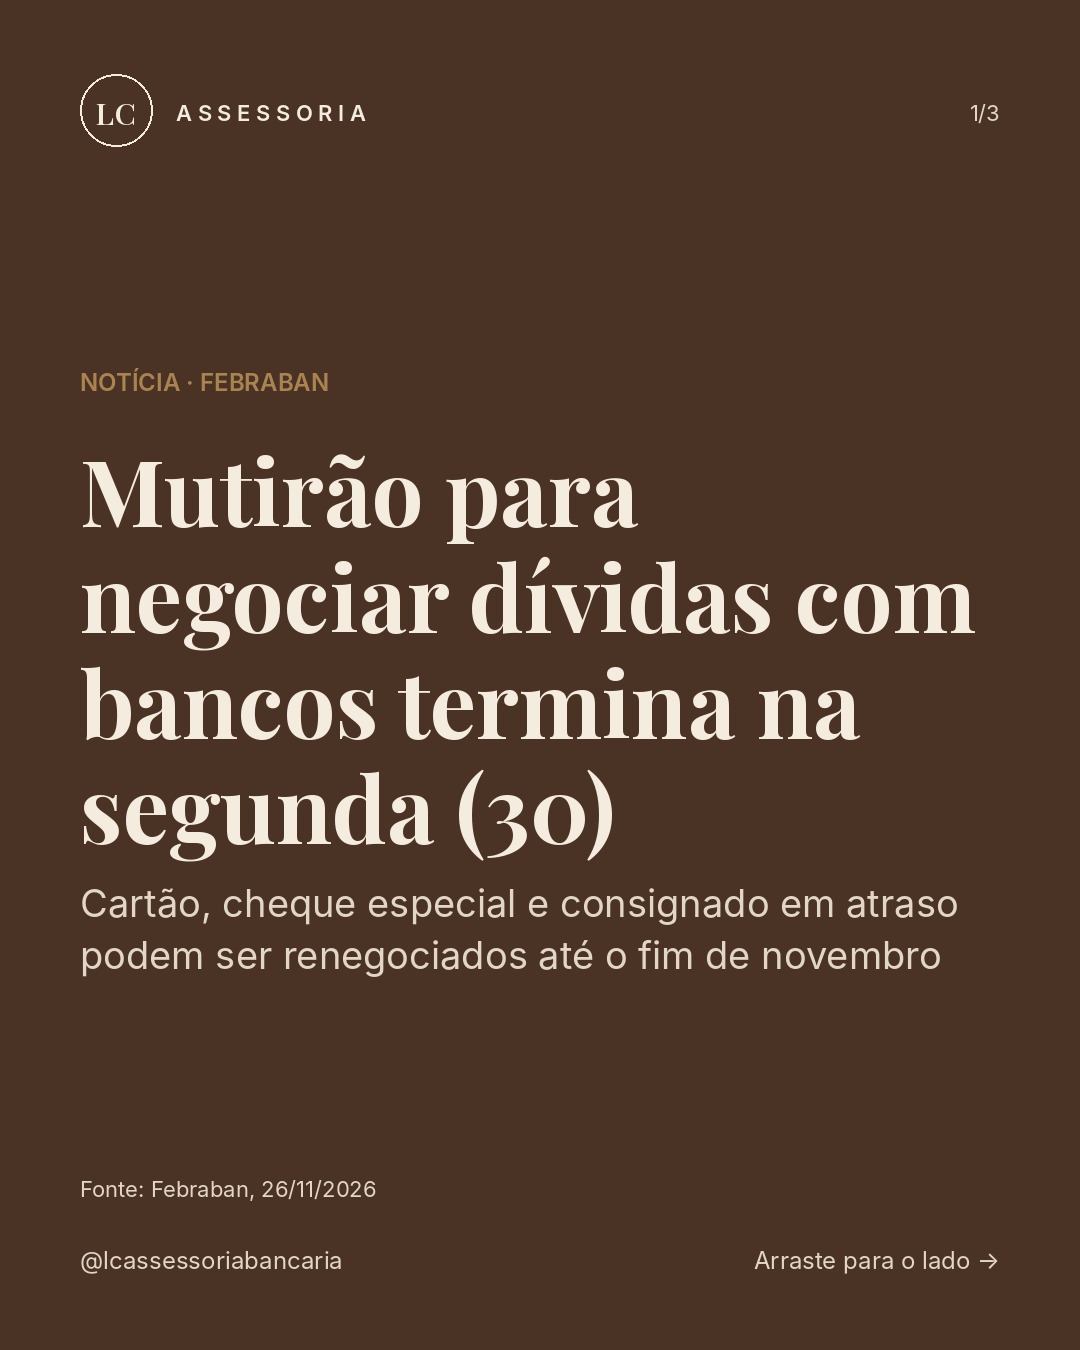 LC ASSESSORIA
1/3
NOTÍCIA · FEBRABAN
Mutirão para
negociar dívidas com
bancos termina na
segunda (30)
Cartão, cheque especial e consignado em atraso
podem ser renegociados até o fim de novembro
Fonte: Febraban, 26/11/2026
@lcassessoriabancaria
Arraste para o lado →